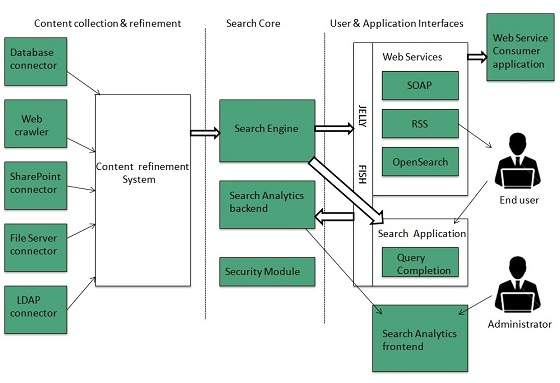 Content collection & refinement
Search Core
User & Application Interfaces
Database
connector
Web
crawler
SharePoint
connector
File Server
connector
LDAP
connector
Content refinement
System
Search Engine
Search Analytics
backend
Security Module
JELLY
FISH
Web Services
SOAP
RSS
OpenSearch
Search Application
Query
Completion
Search Analytics
frontend
Web Service
Consumer
application
End user
Administrator